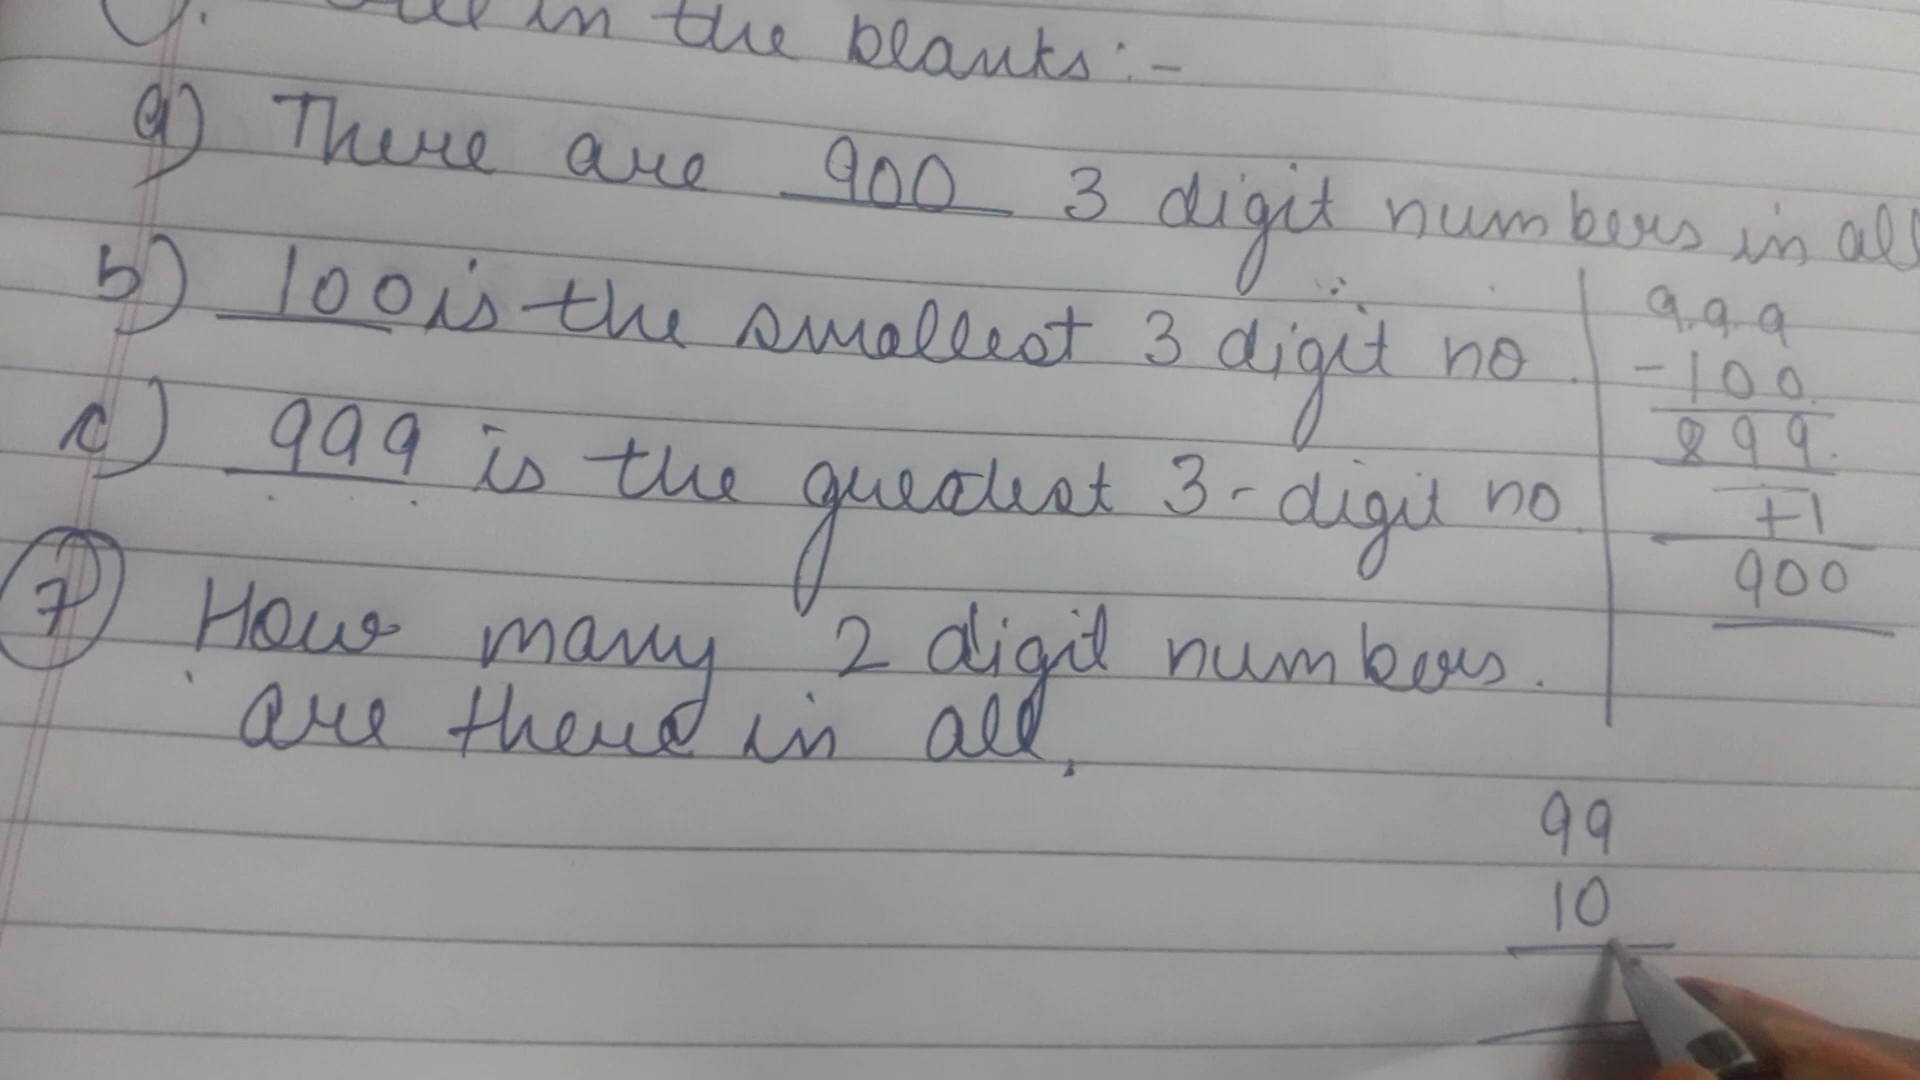 in the blanks:-
a) There are 900 3 digit numbers in all
b) 100 is the smallest 3 digit no.
c) 999 is the greatest 3-digit no.
999
-100
899
+1
900
7 How many 2 digit numbers.
are there in all,
99
10